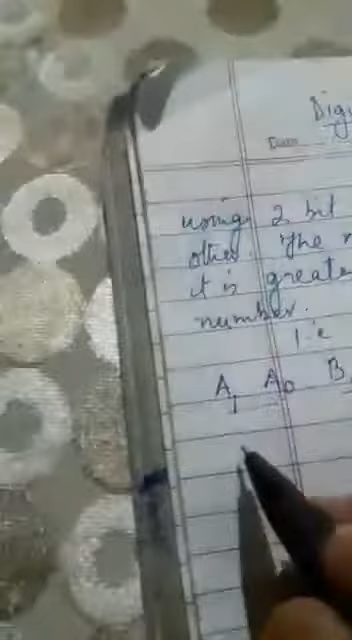 Digi
Date
using 2 bit
other. The r
it is greate
number.
i.e
A₁ A₀ B